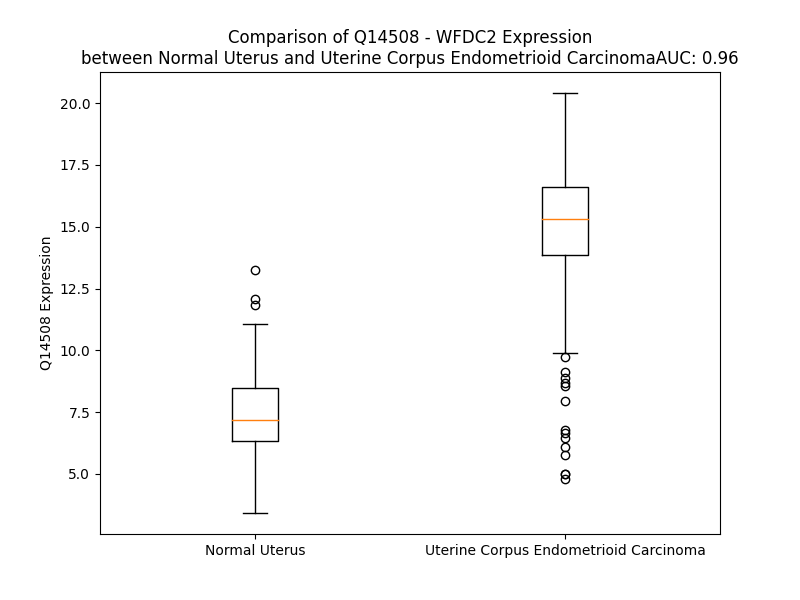 Comparison of Q14508 - WFDC2 Expression
between Normal Uterus and Uterine Corpus Endometrioid CarcinomaAUC: 0.96
20.0
17.5
15.0
12.5
10.0
7.5
5.0
Q14508 Expression
Normal Uterus
Uterine Corpus Endometrioid Carcinoma